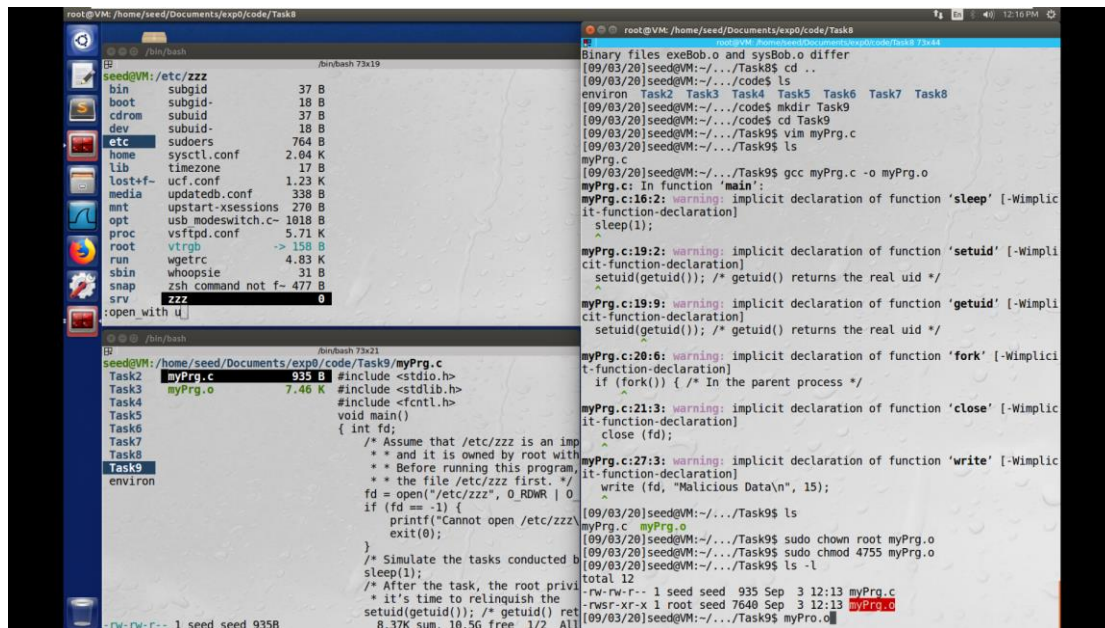 root@VM: /home/seed/Documents/exp0/code/Task8
En
12:16 PM
/bin/bash
/bin/bash 73x19
seed@VM:/etc/zzz
bin subgid 37 B
boot subgid- 18 B
cdrom subuid 37 B
dev subuid- 18 B
etc sudoers 764 B
home sysctl.conf 2.04 K
lib timezone 17 B
lost+f~ ucf.conf 1.23 K
media updatedb.conf 338 B
mnt upstart-xsessions 270 B
opt usb_modeswitch.c~ 1018 B
proc vsftpd.conf 5.71 K
root vtrgb -> 158 B
run wgetrc 4.83 K
sbin whoopsie 31 B
snap zsh_command_not_f~ 477 B
srv zzz 0
:open_with u
/bin/bash
/bin/bash 73x21
seed@VM:/home/seed/Documents/exp0/code/Task9/myPrg.c
Task2 myPrg.c 935 B #include <stdio.h>
Task3 myPrg.o 7.46 K #include <stdlib.h>
Task4 #include <fcntl.h>
Task5 void main()
Task6 { int fd;
Task7 /* Assume that /etc/zzz is an imp
Task8 * * and it is owned by root with
Task9 * * Before running this program,
environ * * the file /etc/zzz first. */
fd = open("/etc/zzz", O_RDWR | O_
if (fd == -1) {
printf("Cannot open /etc/zzz\
exit(0);
}
/* Simulate the tasks conducted b
sleep(1);
/* After the task, the root privi
* it's time to relinquish the
setuid(getuid()); /* getuid() ret
-rw-rw-r-- 1 seed seed 935B 8.37K sum, 10.5G free 1/2 All
root@VM: /home/seed/Documents/exp0/code/Task8
root@VM: /home/seed/Documents/exp0/code/Task8 73x44
Binary files exeBob.o and sysBob.o differ
[09/03/20]seed@VM:~/.../Task8$ cd ..
[09/03/20]seed@VM:~/.../code$ ls
environ Task2 Task3 Task4 Task5 Task6 Task7 Task8
[09/03/20]seed@VM:~/.../code$ mkdir Task9
[09/03/20]seed@VM:~/.../code$ cd Task9
[09/03/20]seed@VM:~/.../Task9$ vim myPrg.c
[09/03/20]seed@VM:~/.../Task9$ ls
myPrg.c
[09/03/20]seed@VM:~/.../Task9$ gcc myPrg.c -o myPrg.o
myPrg.c: In function 'main':
myPrg.c:16:2: warning: implicit declaration of function 'sleep' [-Wimplic
it-function-declaration]
sleep(1);
^
myPrg.c:19:2: warning: implicit declaration of function 'setuid' [-Wimpli
cit-function-declaration]
setuid(getuid()); /* getuid() returns the real uid */
^
myPrg.c:19:9: warning: implicit declaration of function 'getuid' [-Wimpli
cit-function-declaration]
setuid(getuid()); /* getuid() returns the real uid */
^
myPrg.c:20:6: warning: implicit declaration of function 'fork' [-Wimplici
t-function-declaration]
if (fork()) { /* In the parent process */
^
myPrg.c:21:3: warning: implicit declaration of function 'close' [-Wimplic
it-function-declaration]
close (fd);
^
myPrg.c:27:3: warning: implicit declaration of function 'write' [-Wimplic
it-function-declaration]
write (fd, "Malicious Data\n", 15);
^
[09/03/20]seed@VM:~/.../Task9$ ls
myPrg.c myPrg.o
[09/03/20]seed@VM:~/.../Task9$ sudo chown root myPrg.o
[09/03/20]seed@VM:~/.../Task9$ sudo chmod 4755 myPrg.o
[09/03/20]seed@VM:~/.../Task9$ ls -l
total 12
-rw-rw-r-- 1 seed seed 935 Sep 3 12:13 myPrg.c
-rwsr-xr-x 1 root seed 7640 Sep 3 12:13 myPrg.o
[09/03/20]seed@VM:~/.../Task9$ myPro.o